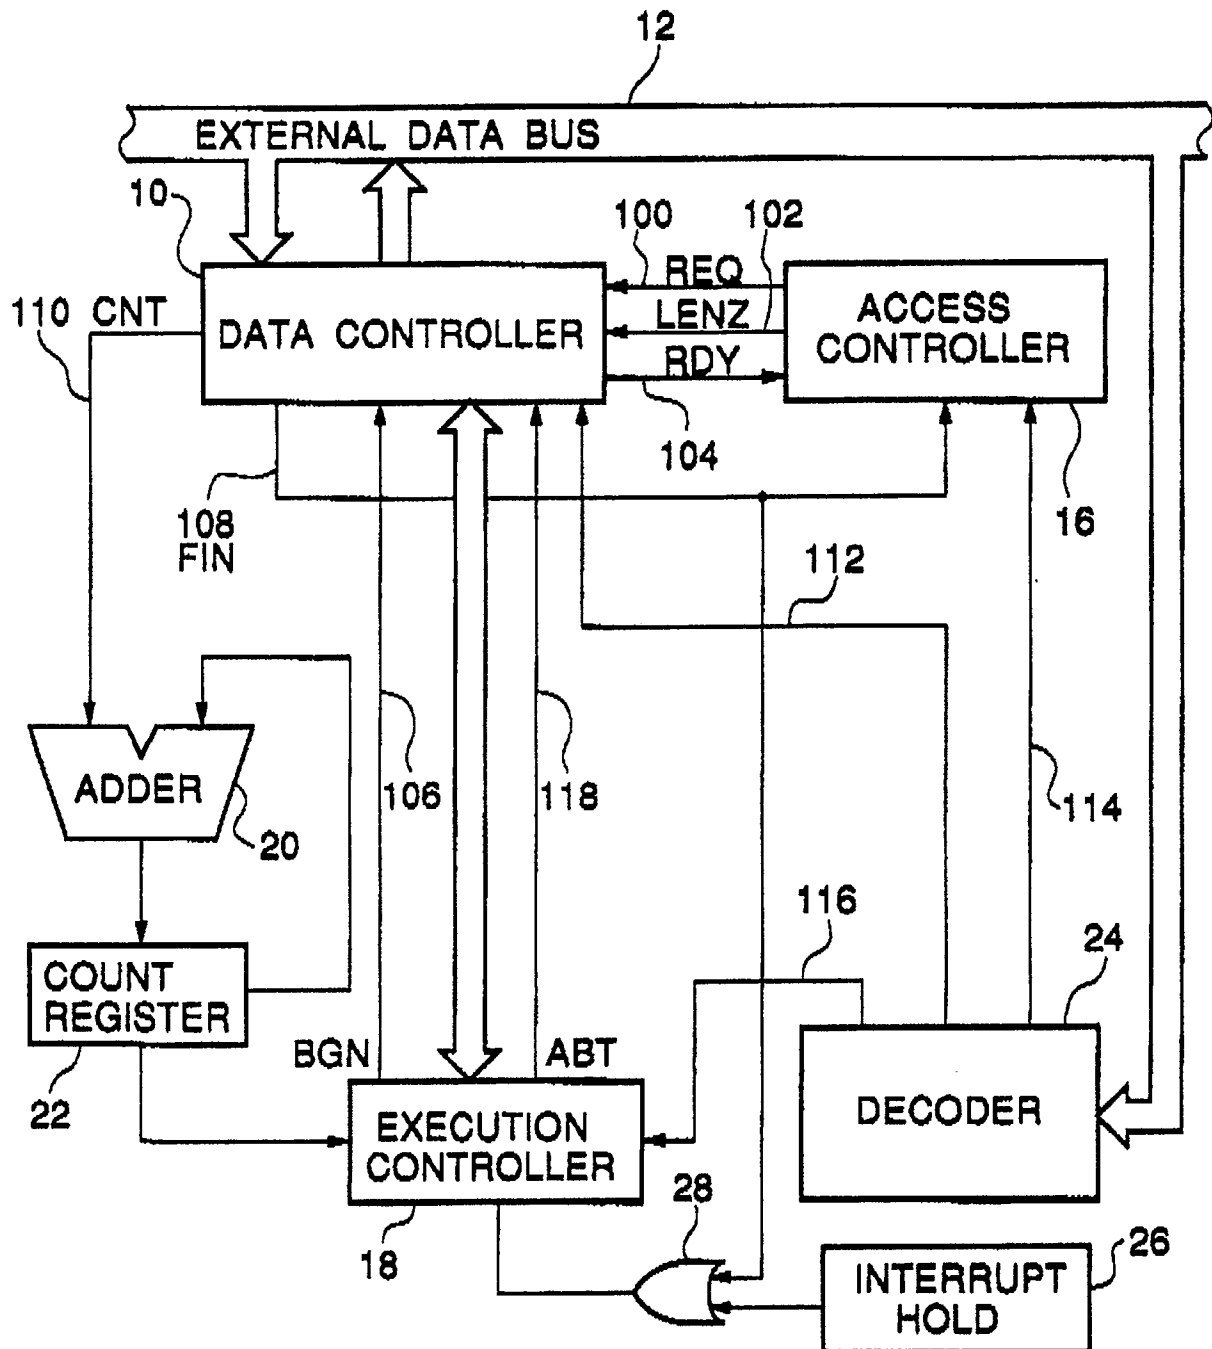 12
EXTERNAL DATA BUS
10
100
102
REQ
LENZ
RDY
110 CNT
DATA CONTROLLER
ACCESS
CONTROLLER
104
16
108
FIN
112
ADDER
20
106
118
114
116
24
COUNT
REGISTER
22
BGN
ABT
DECODER
EXECUTION
CONTROLLER
18
28
26
INTERRUPT
HOLD